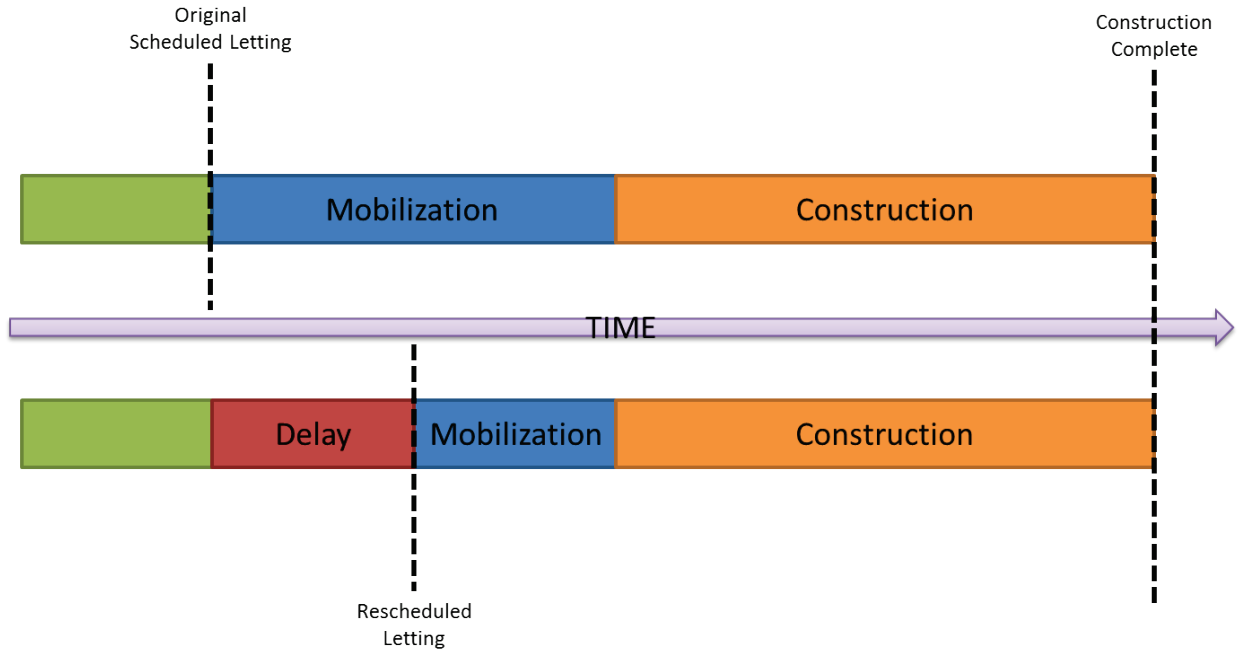 Original
Scheduled Letting
Construction
Complete
Mobilization
Construction
TIME
Delay
Mobilization
Construction
Rescheduled
Letting